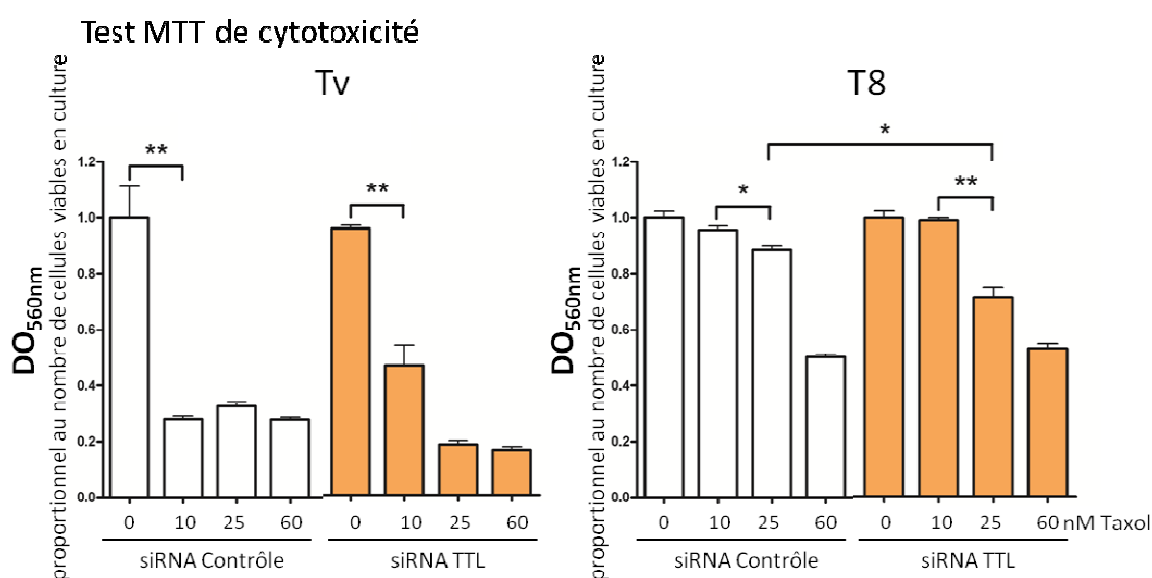 Test MTT de cytotoxicité
Tv
DO560nm
proportionnel au nombre de cellules viables en culture
1.2
1.0
0.8
0.6
0.4
0.2
0.0
**
**
0 10 25 60 0 10 25 60
siRNA Contrôle siRNA TTL
T8
DO560nm
proportionnel au nombre de cellules viables en culture
1.2
1.0
0.8
0.6
0.4
0.2
0.0
*
*
**
0 10 25 60 0 10 25 60 nM Taxol
siRNA Contrôle siRNA TTL